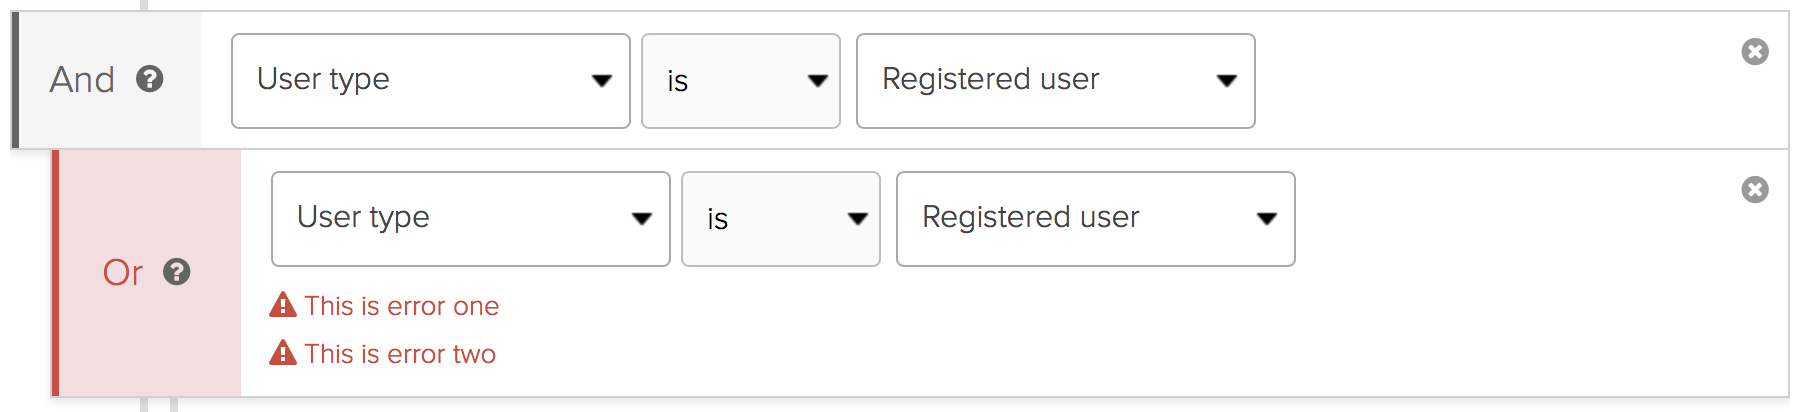 And ? User type is Registered user
User type is Registered user
Or ?
This is error one
This is error two